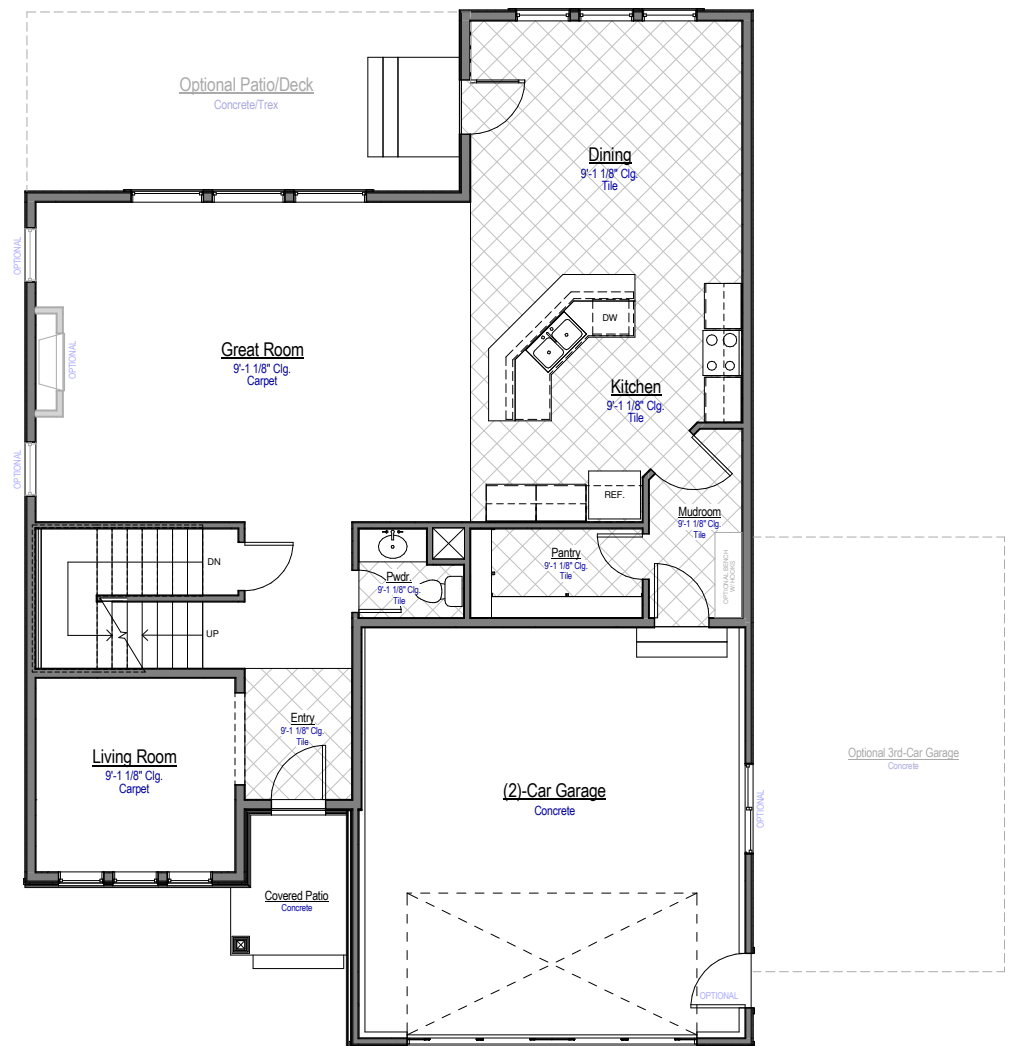 Optional Patio/Deck
Concrete/Trex
Dining
9'-1 1/8" Clg.
Tile
OPTIONAL
DW
Great Room
9'-1 1/8" Clg.
Carpet
OPTIONAL
Kitchen
9'-1 1/8" Clg.
Tile
OPTIONAL
REF.
Mudroom
9'-1 1/8" Clg.
Tile
Pantry
9'-1 1/8" Clg.
Tile
OPTIONAL BENCH
W/ HOOKS
DN
Pwdr.
9'-1 1/8" Clg.
Tile
UP
Entry
9'-1 1/8" Clg.
Tile
Living Room
9'-1 1/8" Clg.
Carpet
(2)-Car Garage
Concrete
OPTIONAL
Optional 3rd-Car Garage
Concrete
Covered Patio
Concrete
OPTIONAL